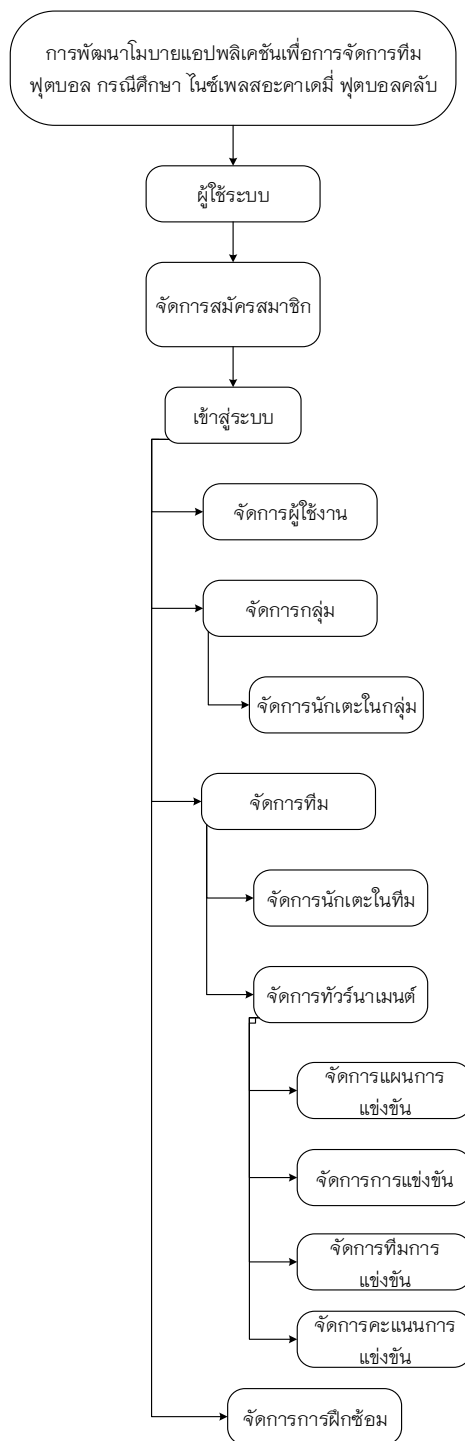 การพัฒนาโมบายแอปพลิเคชันเพื่อการจัดการทีม
ฟุตบอล กรณีศึกษา ไนซ์เพลสอะคาเดมี่ ฟุตบอลคลับ
ผู้ใช้ระบบ
จัดการสมัครสมาชิก
เข้าสู่ระบบ
จัดการผู้ใช้งาน
จัดการกลุ่ม
จัดการนักเตะในกลุ่ม
จัดการทีม
จัดการนักเตะในทีม
จัดการทัวร์นาเมนต์
จัดการแผนการ
แข่งขัน
จัดการการแข่งขัน
จัดการทีมการ
แข่งขัน
จัดการคะแนนการ
แข่งขัน
จัดการการฝึกซ้อม